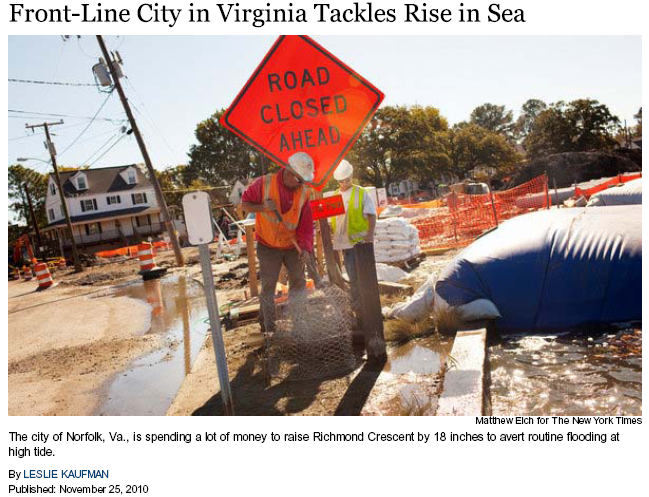 Front-Line City in Virginia Tackles Rise in Sea
ROAD
CLOSED
AHEAD
Matthew Eich for The New York Times
The city of Norfolk, Va., is spending a lot of money to raise Richmond Crescent by 18 inches to avert routine flooding at
high tide.
By LESLIE KAUFMAN
Published: November 25, 2010